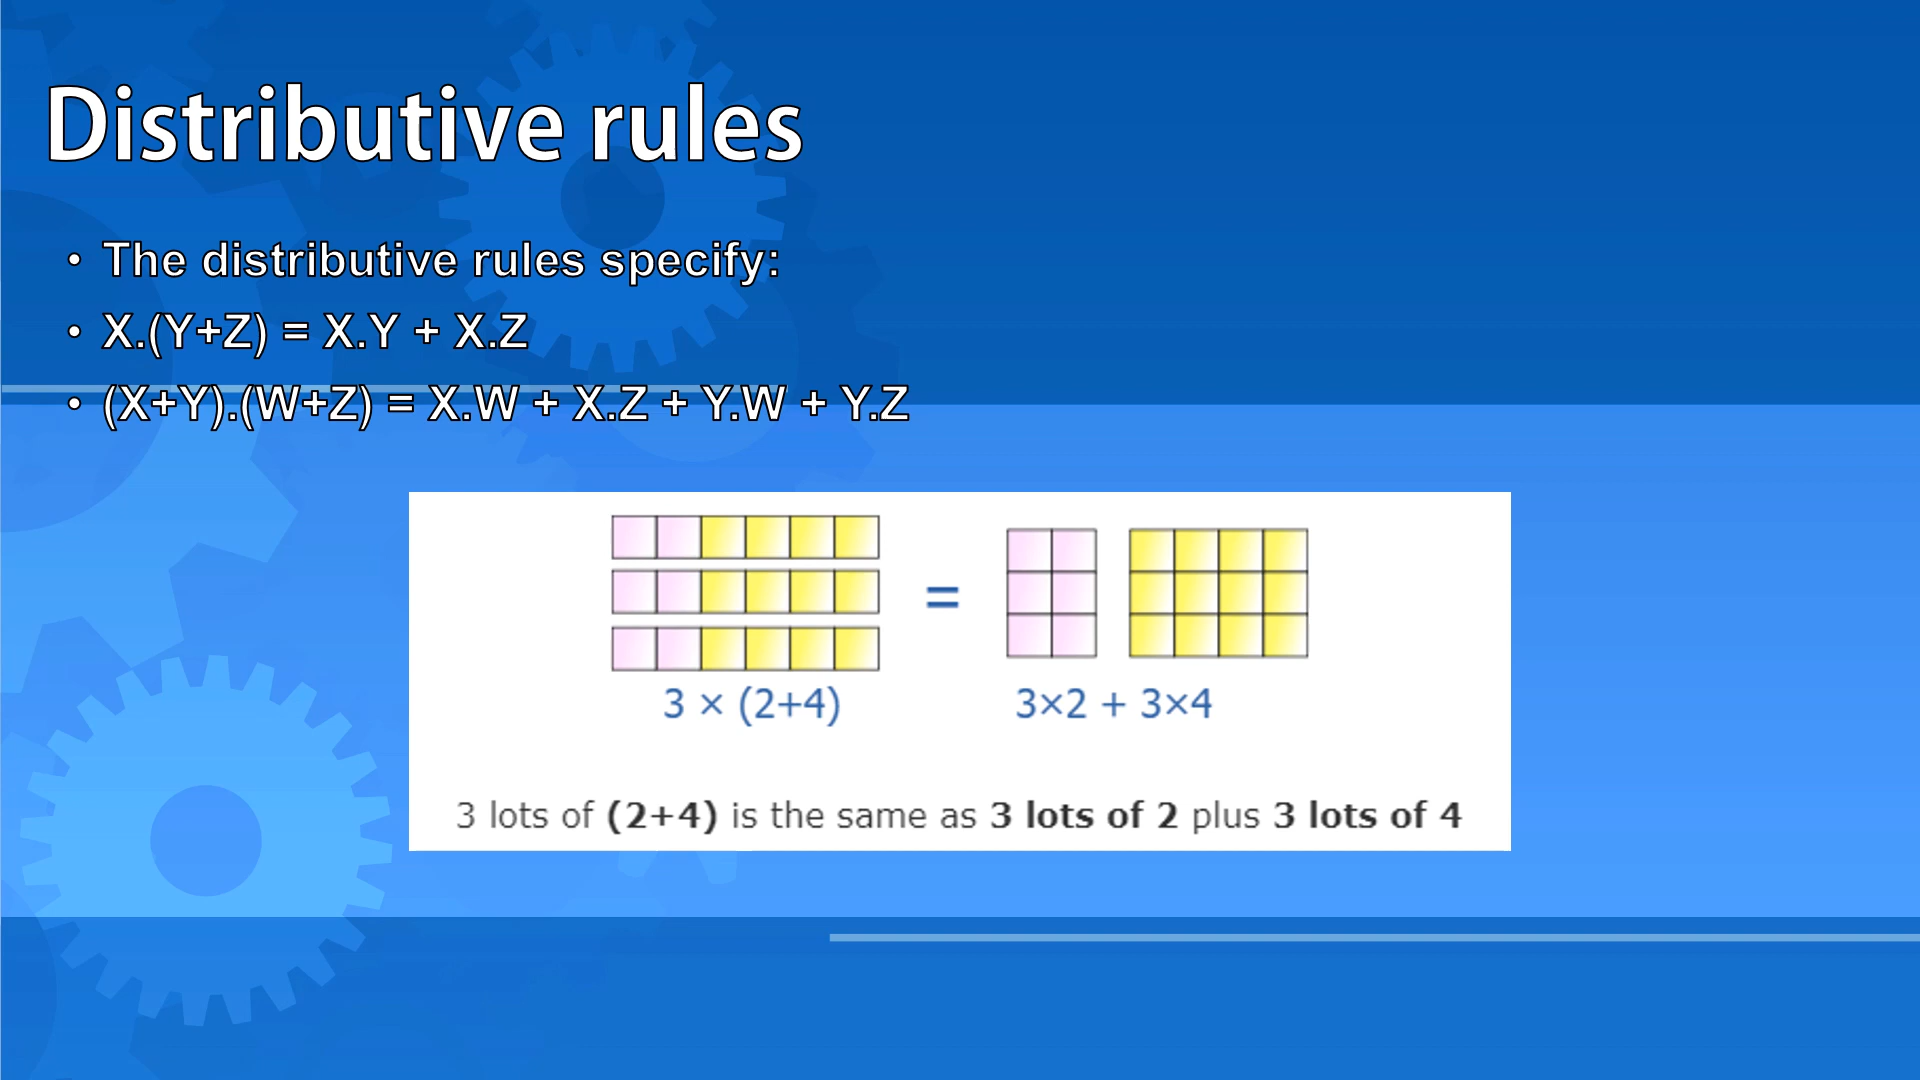 Distributive rules
• The distributive rules specify:
• X.(Y+Z) = X.Y + X.Z
• (X+Y).(W+Z) = X.W + X.Z + Y.W + Y.Z
=
3 × (2+4) 3×2 + 3×4
3 lots of (2+4) is the same as 3 lots of 2 plus 3 lots of 4